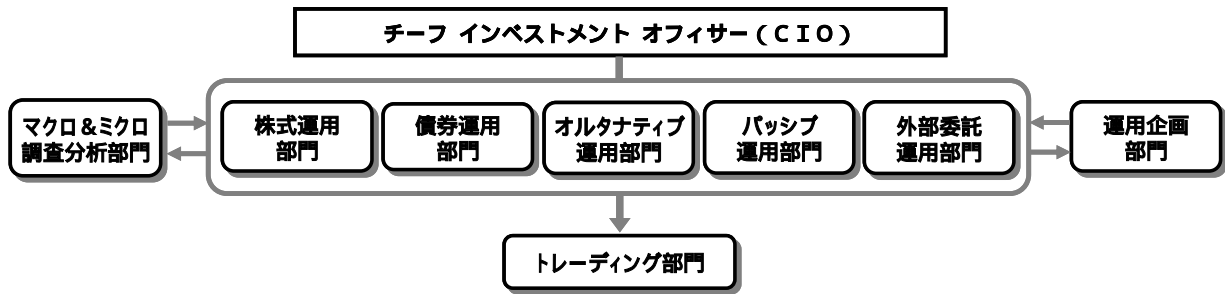 チーフ インベストメント オフィサー(CIO)
マクロ&ミクロ
調査分析部門
株式運用
部門
債券運用
部門
オルタナティブ
運用部門
パッシブ
運用部門
外部委託
運用部門
運用企画
部門
トレーディング部門